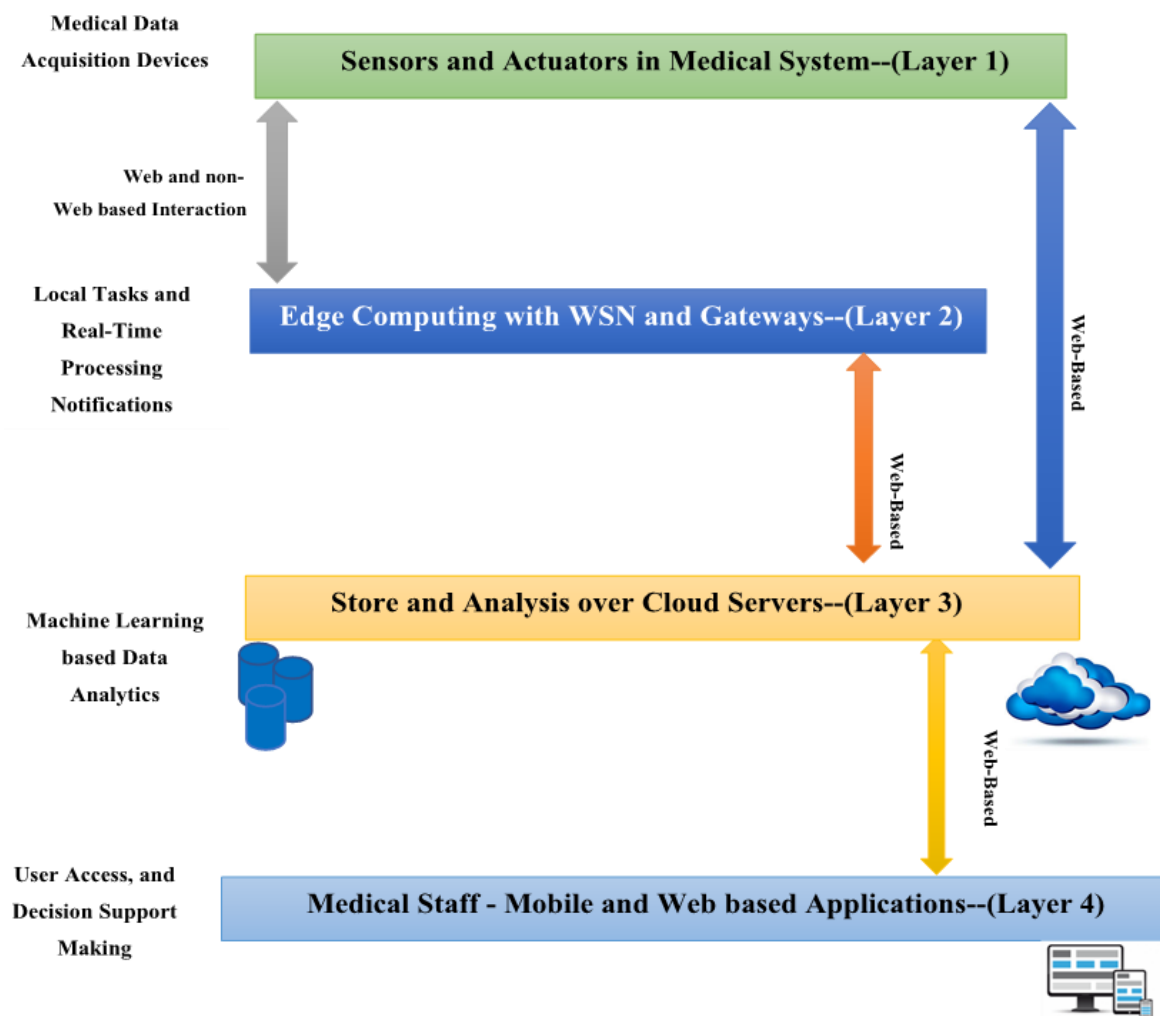 Medical Data
Acquisition Devices
Sensors and Actuators in Medical System--(Layer 1)
Web and non-
Web based Interaction
Local Tasks and
Real-Time
Processing
Notifications
Edge Computing with WSN and Gateways--(Layer 2)
Web-Based
Web-Based
Store and Analysis over Cloud Servers--(Layer 3)
Machine Learning
based Data
Analytics
Web-Based
User Access, and
Decision Support
Making
Medical Staff - Mobile and Web based Applications--(Layer 4)